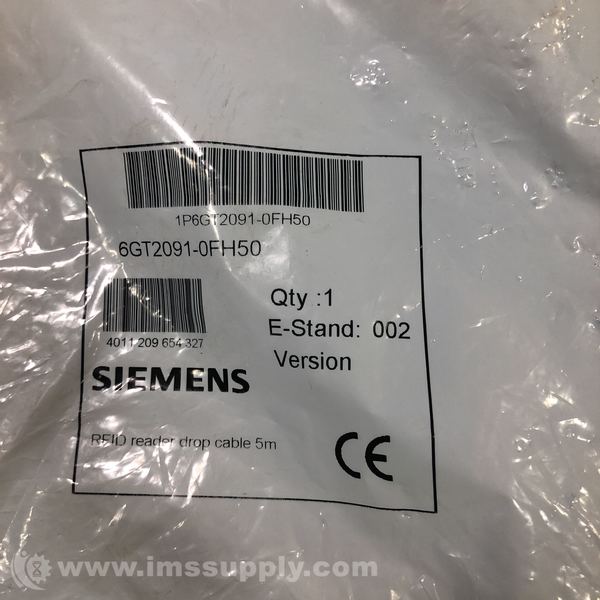 1P6GT2091-0FH50
6GT2091-0FH50
4011 209 654 327
Qty :1
E-Stand: 002
Version
SIEMENS
RFID reader drop cable 5m
CE
www.imssupply.com